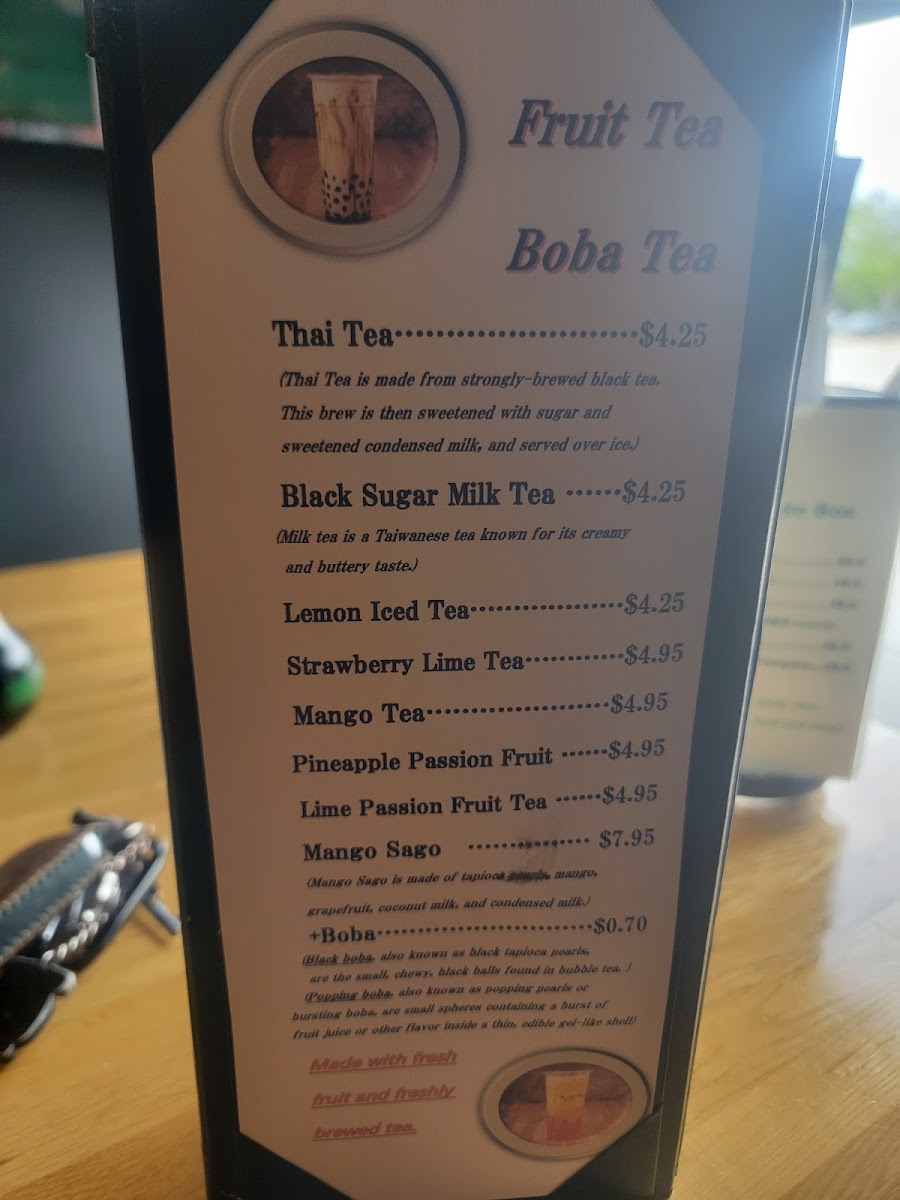 Fruit Tea
Boba Tea
Thai Tea························$4.25
(Thai Tea is made from strongly-brewed black tea.
This brew is then sweetened with sugar and
sweetened condensed milk, and served over ice.)
Black Sugar Milk Tea ······$4.25
(Milk tea is a Taiwanese tea known for its creamy
and buttery taste.)
Lemon Iced Tea···················$4.25
Strawberry Lime Tea············$4.95
Mango Tea·······················$4.95
Pineapple Passion Fruit ······$4.95
Lime Passion Fruit Tea ······$4.95
Mango Sago ··············· $7.95
(Mango Sago is made of tapioca mango,
grapefruit, coconut milk, and condensed milk.)
+Boba·····························$0.70
(Black boba, also known as black tapioca pearls,
are the small, chewy, black balls found in bubble tea. )
(Popping boba, also known as popping pearls or
bursting boba, are small spheres containing a burst of
fruit juice or other flavor inside a thin, edible gel-like shell)
Made with fresh
fruit and freshly
brewed tea.